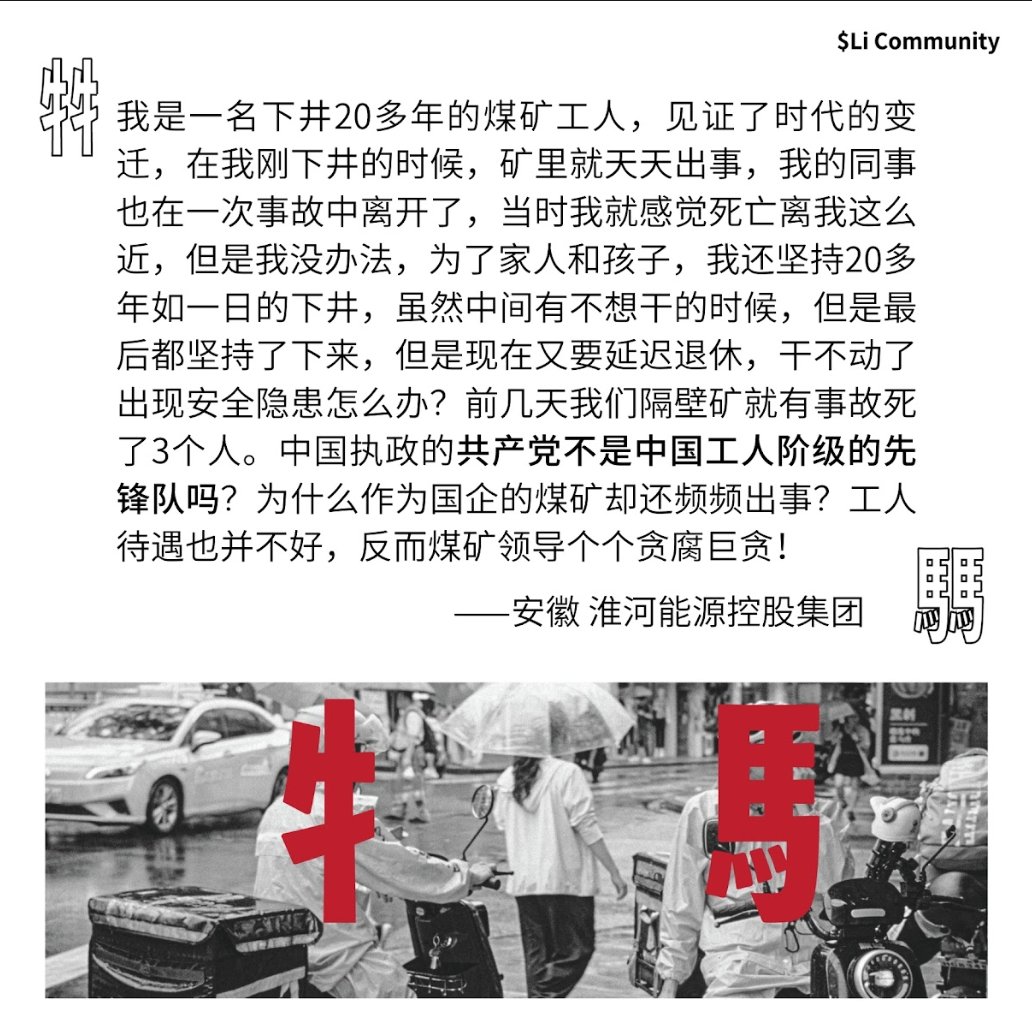 $Li Community
牛牛
我是一名下井20多年的煤矿工人，见证了时代的变
迁，在我刚下井的时候，矿里就天天出事，我的同事
也在一次事故中离开了，当时我就感觉死亡离我这么
近，但是我没办法，为了家人和孩子，我还坚持20多
年如一日的下井，虽然中间有不想干的时候，但是最
后都坚持了下来，但是现在又要延迟退休，干不动了
出现安全隐患怎么办？前几天我们隔壁矿就有事故死
了3个人。中国执政的共产党不是中国工人阶级的先
锋队吗？为什么作为国企的煤矿却还频频出事？工人
待遇也并不好，反而煤矿领导个个贪腐巨贪！
——安徽 淮河能源控股集团
馬馬
牛 馬